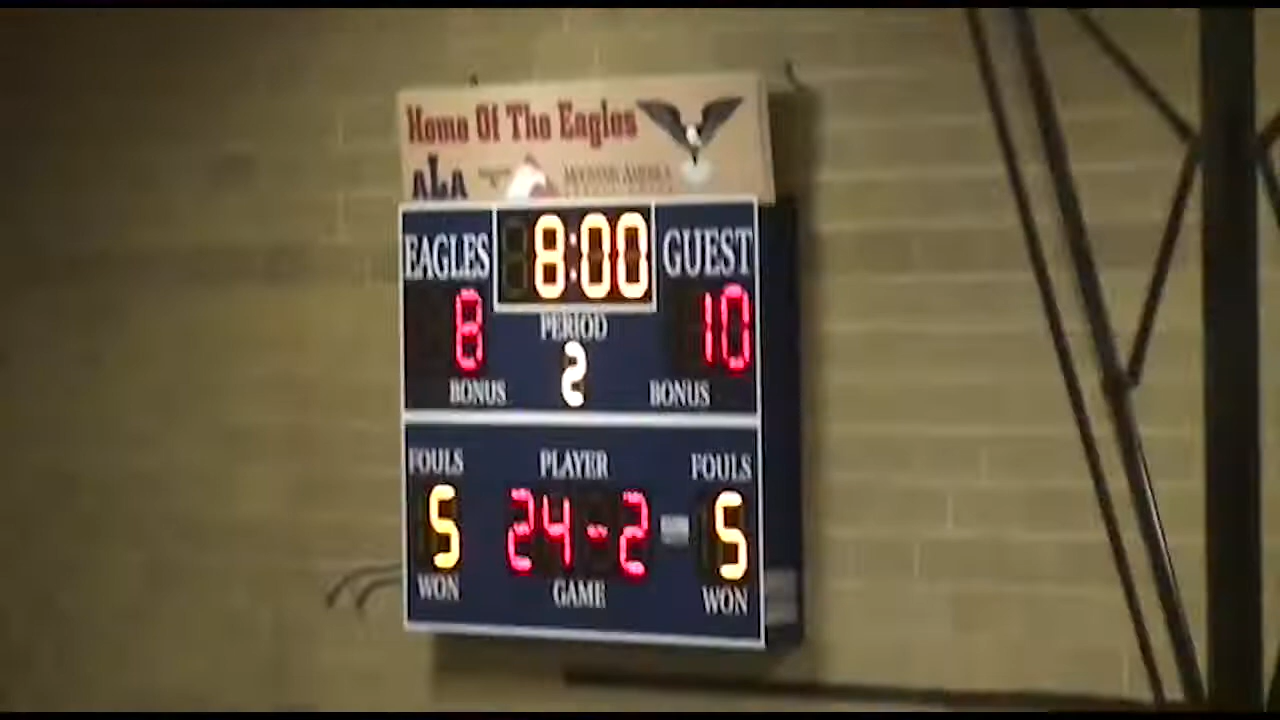 Home Of The Eagles
ALA
EAGLES 8:00 GUEST
8 PERIOD 10
BONUS 2 BONUS
FOULS PLAYER FOULS
5 24-2 5
WON GAME WON